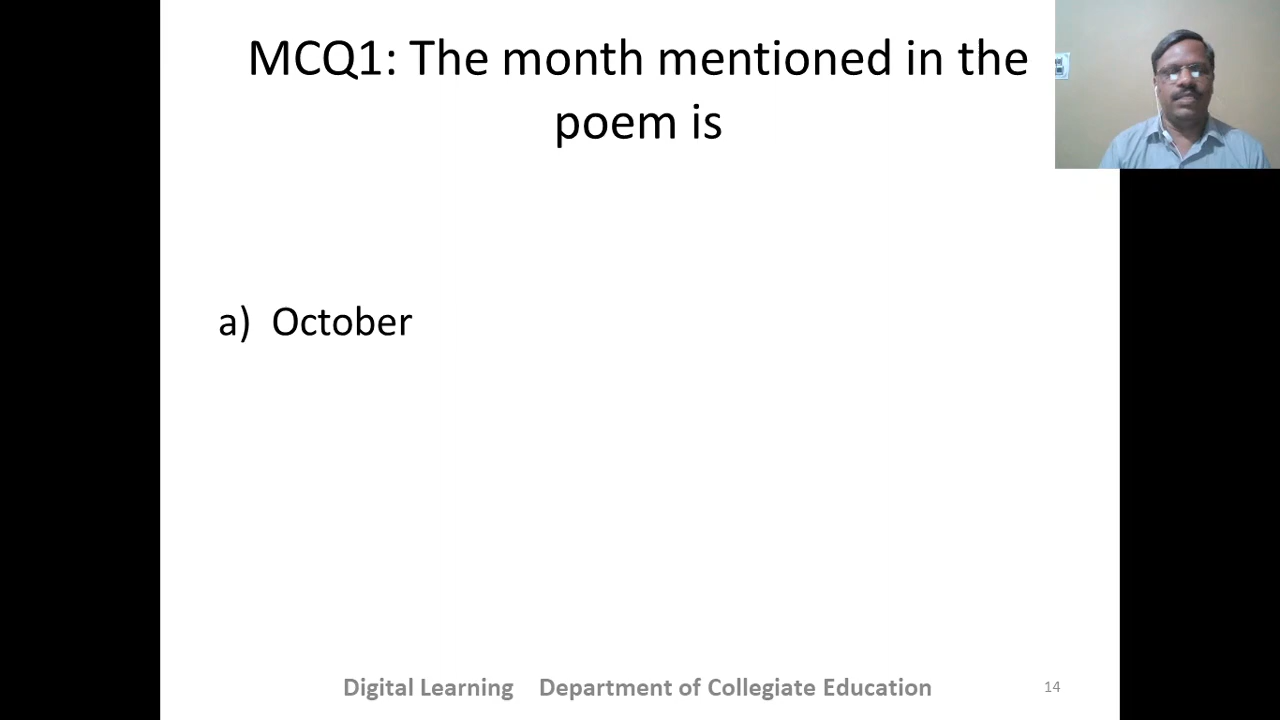 MCQ1: The month mentioned in the
poem is
a) October
Digital Learning Department of Collegiate Education
14